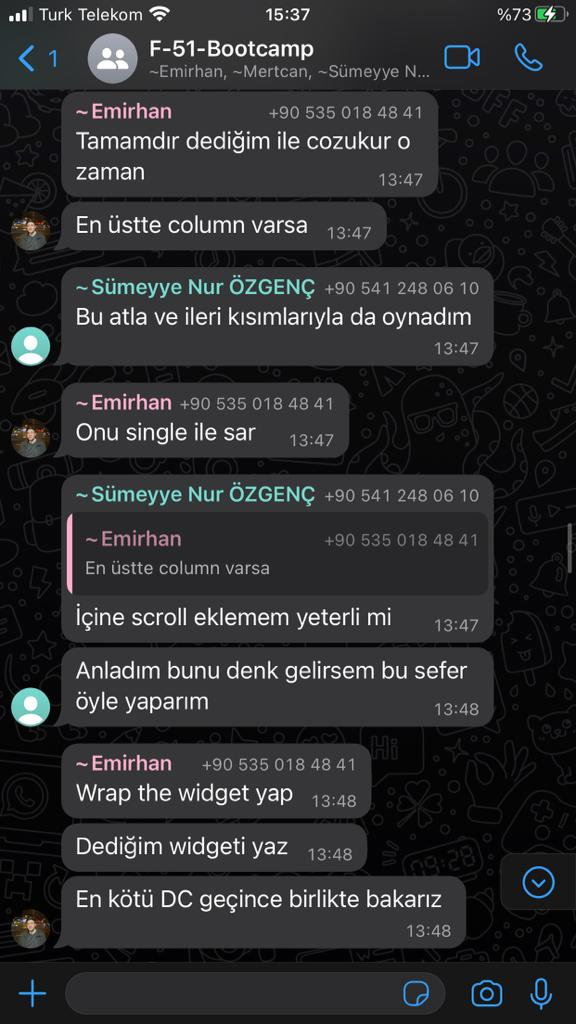 Turk Telekom 15:37 %73
1 F-51-Bootcamp
~Emirhan, ~Mertcan, ~Sümeyye N...
~Emirhan +90 535 018 48 41
Tamamdır dediğim ile cozukur o
zaman
13:47
En üstte column varsa 13:47
~Sümeyye Nur ÖZGENÇ +90 541 248 06 10
Bu atla ve ileri kısımlarıyla da oynadım
13:47
~Emirhan +90 535 018 48 41
Onu single ile sar 13:47
~Sümeyye Nur ÖZGENÇ +90 541 248 06 10
~Emirhan +90 535 018 48 41
En üstte column varsa
İçine scroll eklemem yeterli mi 13:47
Anladım bunu denk gelirsem bu sefer
öyle yaparım 13:48
~Emirhan +90 535 018 48 41
Wrap the widget yap 13:48
Dediğim widgeti yaz 13:48
En kötü DC geçince birlikte bakarız
13:48